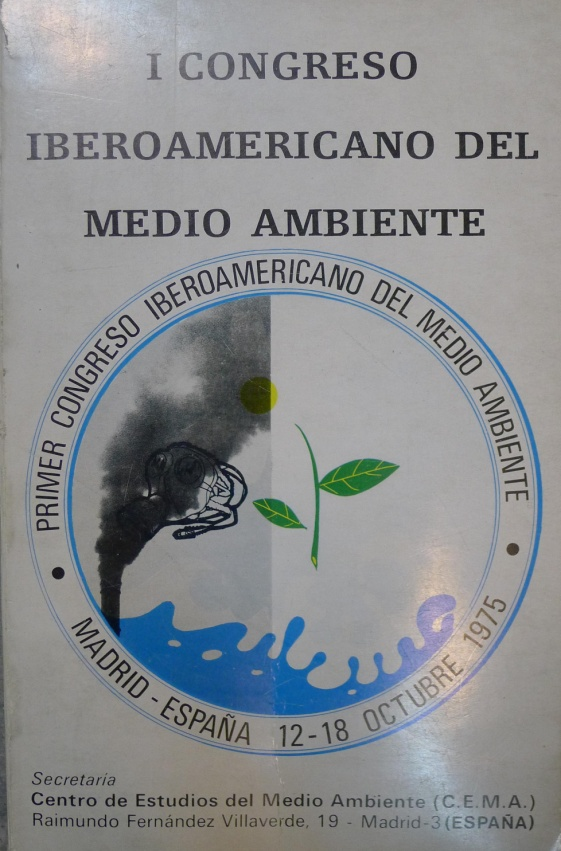 I CONGRESO
IBEROAMERICANO DEL
MEDIO AMBIENTE
PRIMER CONGRESO IBEROAMERICANO DEL MEDIO AMBIENTE
• MADRID - ESPAÑA 12-18 OCTUBRE 1975 •
Secretaría
Centro de Estudios del Medio Ambiente (C.E.M.A.)
Raimundo Fernández Villaverde, 19 - Madrid-3 (ESPAÑA)